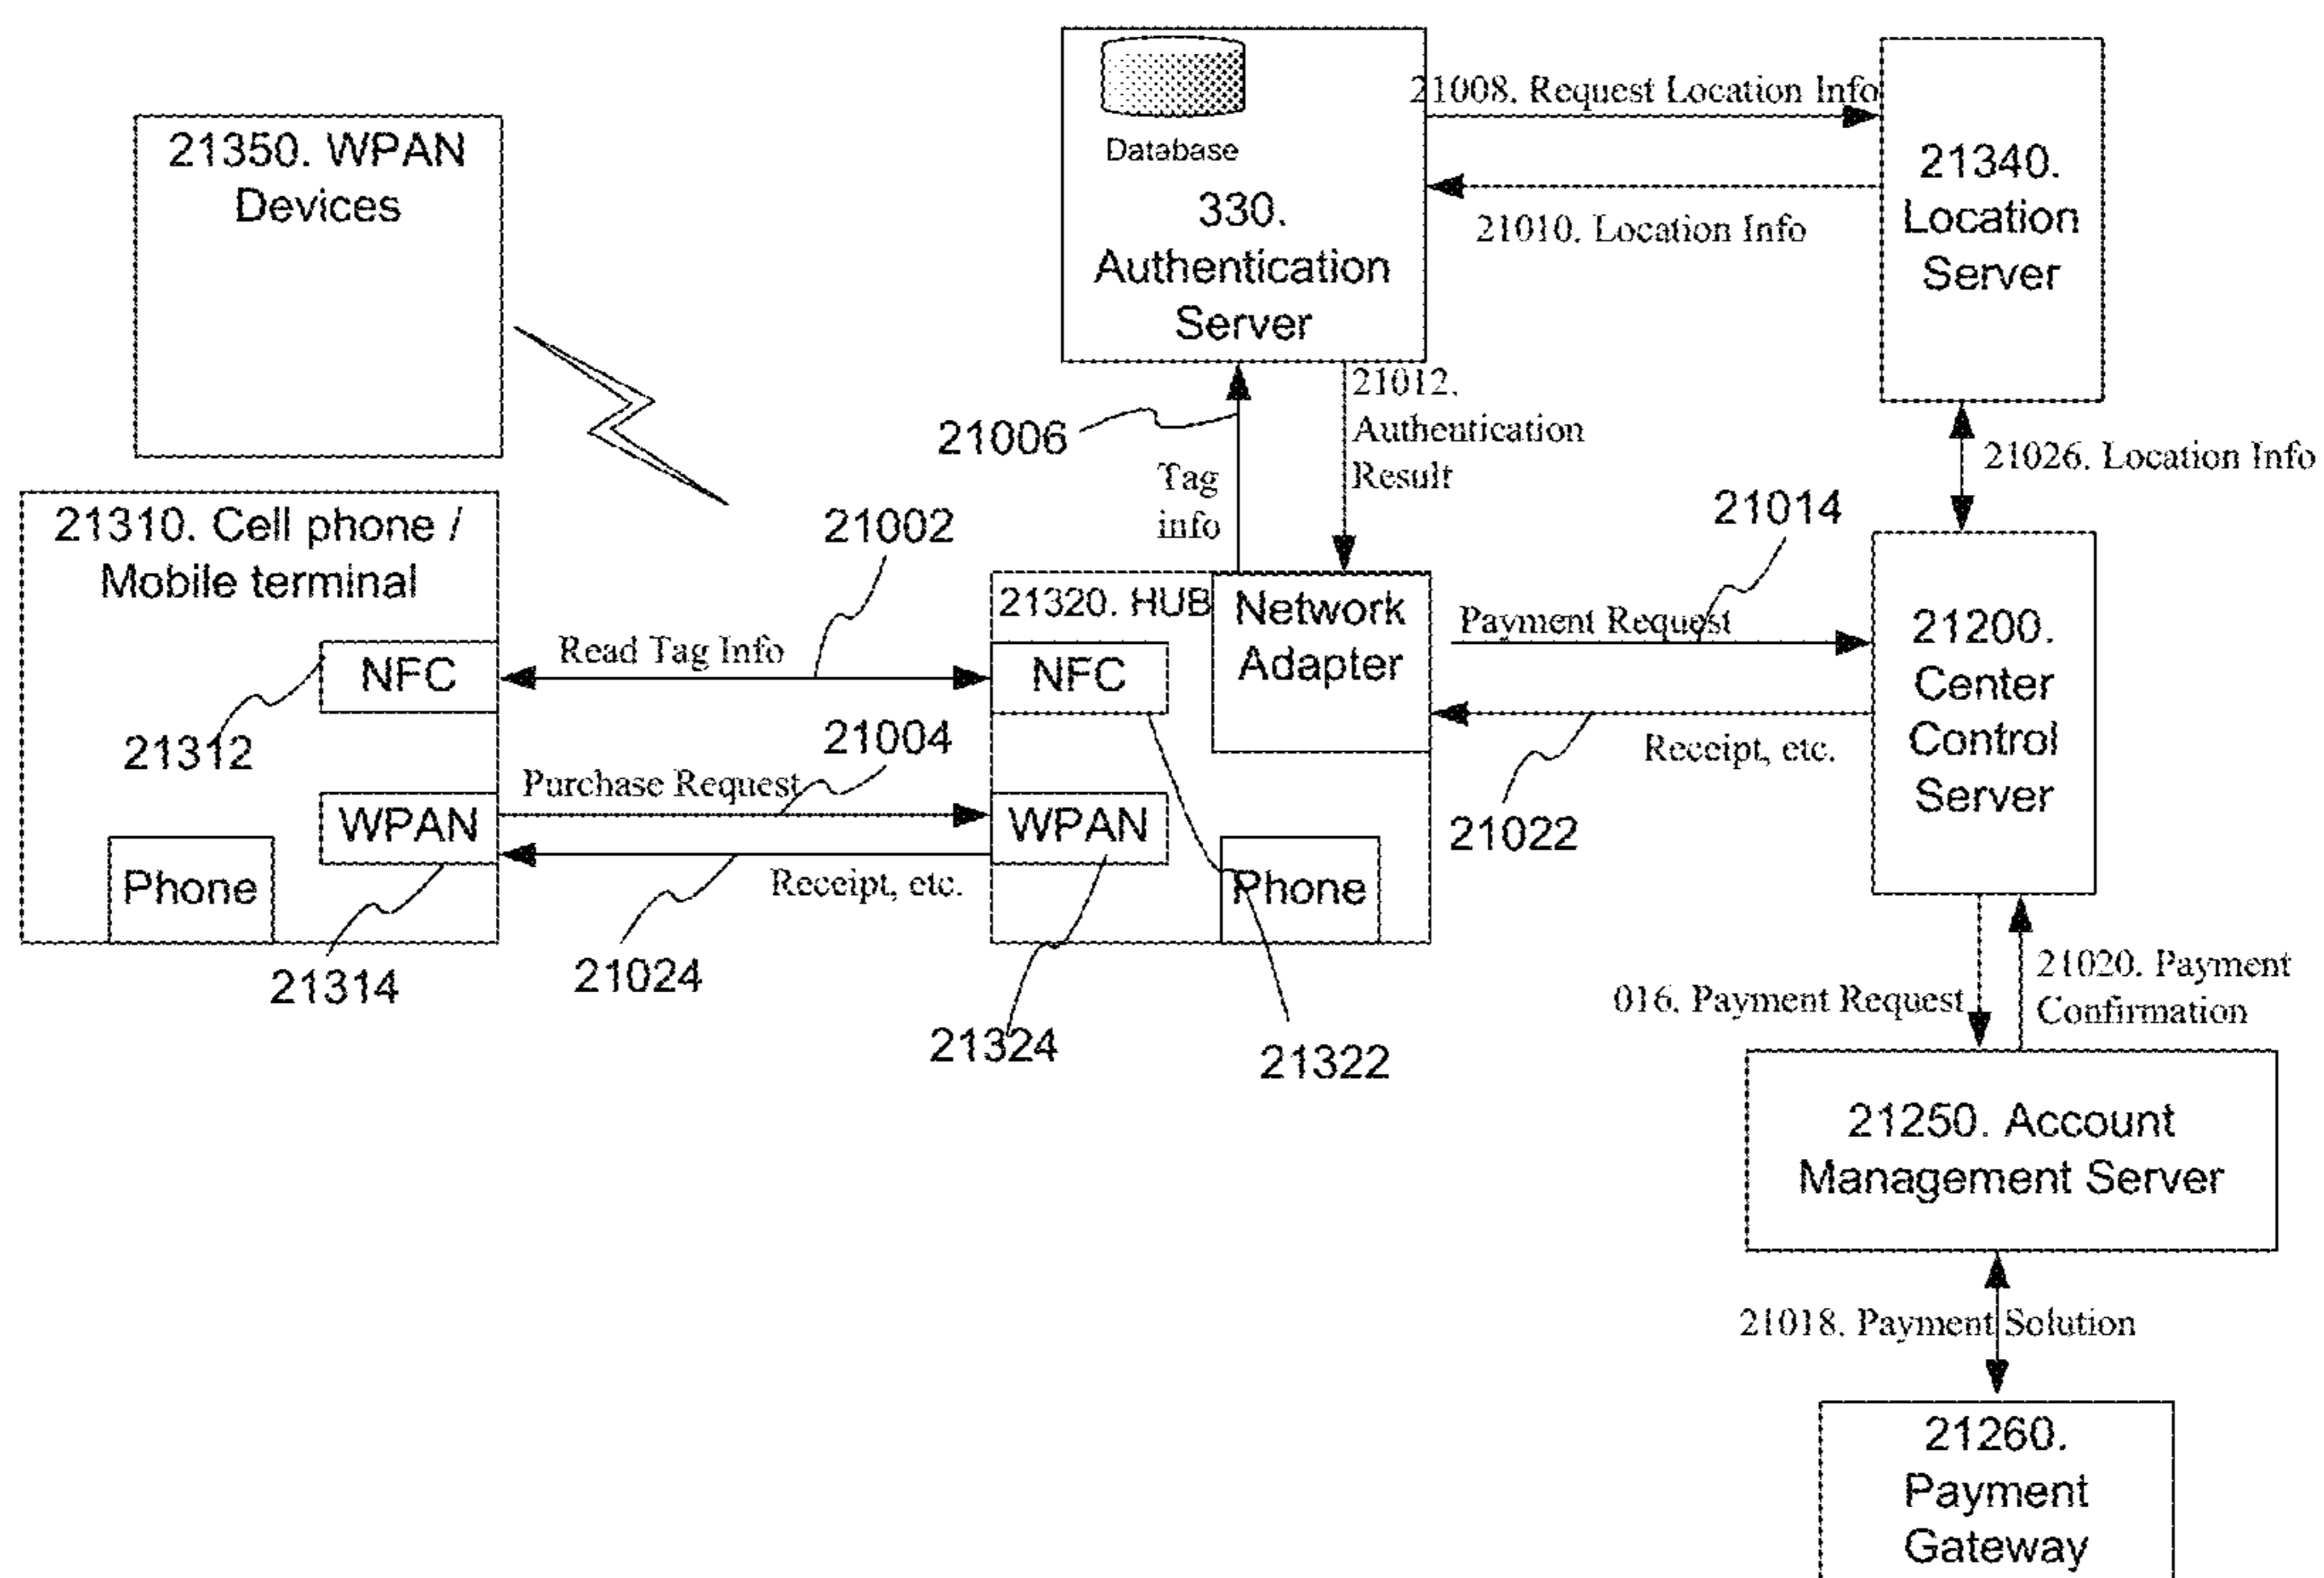 Database
330.
Authentication
Server
21008. Request Location Info
21010. Location Info
21340.
Location
Server
21350. WPAN
Devices
21006
Tag
info
21012.
Authentication
Result
21026. Location Info
21310. Cell phone /
Mobile terminal
NFC
21312
WPAN
Phone
21314
21002
Read Tag Info
21004
Purchase Request
Receipt, etc.
21024
21320. HUB
Network
Adapter
NFC
WPAN
Phone
21324
21322
21014
Payment Request
Receipt, etc.
21022
21200.
Center
Control
Server
016. Payment Request
21020. Payment
Confirmation
21250. Account
Management Server
21018. Payment Solution
21260.
Payment
Gateway